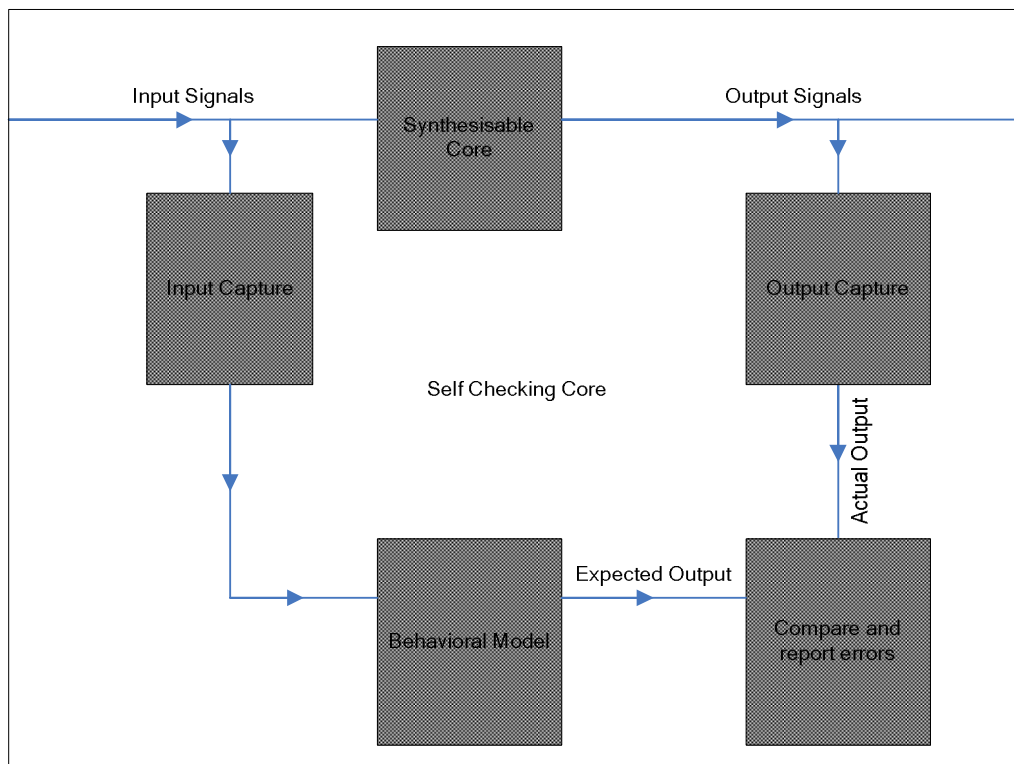 Input Signals
Output Signals
Synthesisable
Core
Input Capture
Output Capture
Self Checking Core
Actual Output
Expected Output
Behavioral Model
Compare and
report errors